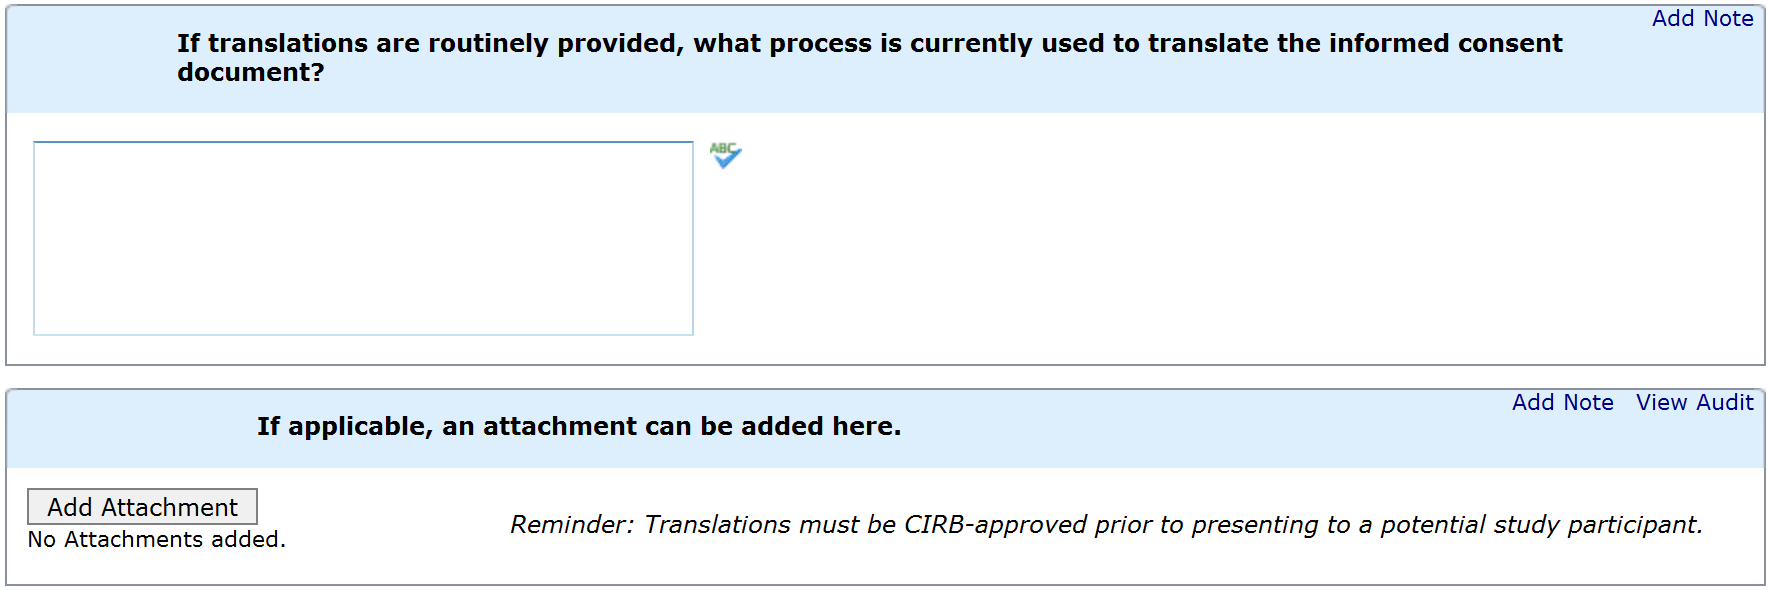 Add Note
If translations are routinely provided, what process is currently used to translate the informed consent
document?
ABC
Add Note View Audit
If applicable, an attachment can be added here.
Add Attachment
No Attachments added.
Reminder: Translations must be CIRB-approved prior to presenting to a potential study participant.